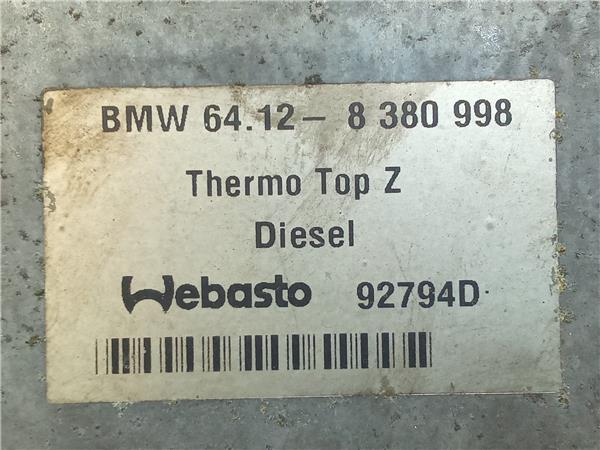 BMW 64.12 – 8 380 998
Thermo Top Z
Diesel
Webasto 92794D